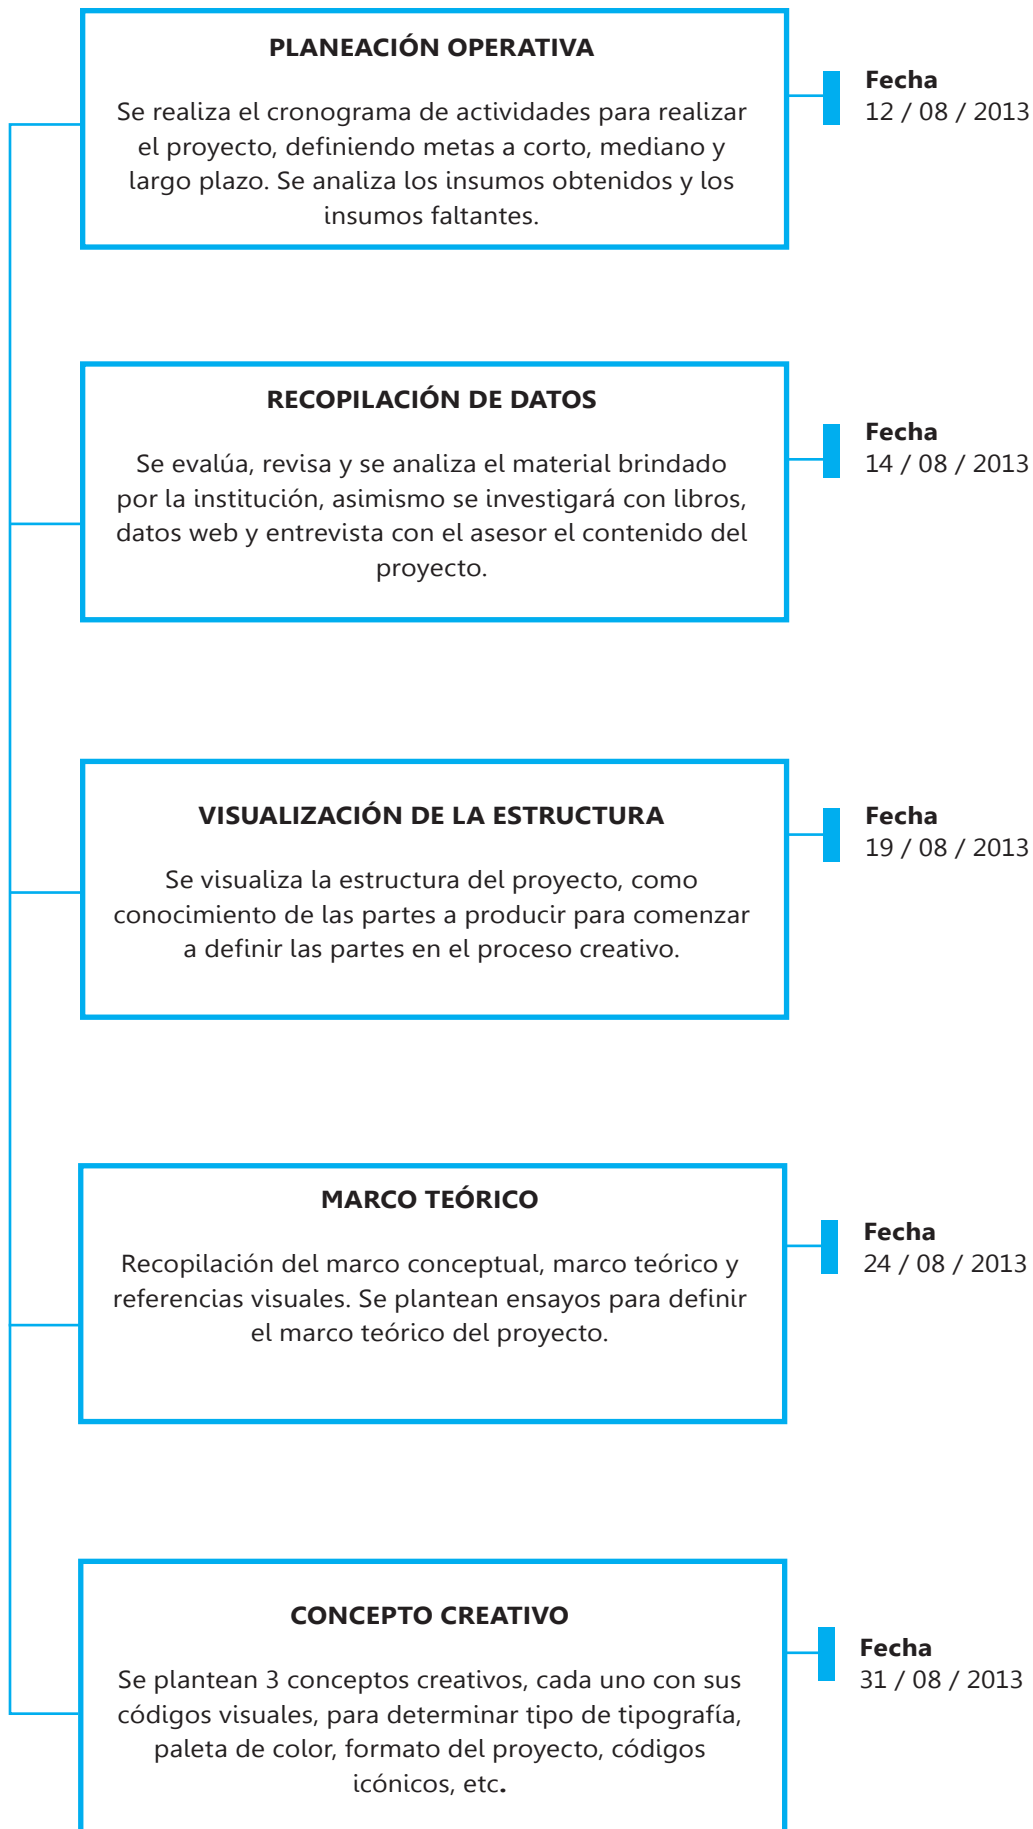 PLANEACIÓN OPERATIVA
Se realiza el cronograma de actividades para realizar
el proyecto, definiendo metas a corto, mediano y
largo plazo. Se analiza los insumos obtenidos y los
insumos faltantes.
Fecha
12 / 08 / 2013
RECOPILACIÓN DE DATOS
Se evalúa, revisa y se analiza el material brindado
por la institución, asimismo se investigará con libros,
datos web y entrevista con el asesor el contenido del
proyecto.
Fecha
14 / 08 / 2013
VISUALIZACIÓN DE LA ESTRUCTURA
Se visualiza la estructura del proyecto, como
conocimiento de las partes a producir para comenzar
a definir las partes en el proceso creativo.
Fecha
19 / 08 / 2013
MARCO TEÓRICO
Recopilación del marco conceptual, marco teórico y
referencias visuales. Se plantean ensayos para definir
el marco teórico del proyecto.
Fecha
24 / 08 / 2013
CONCEPTO CREATIVO
Se plantean 3 conceptos creativos, cada uno con sus
códigos visuales, para determinar tipo de tipografía,
paleta de color, formato del proyecto, códigos
icónicos, etc.
Fecha
31 / 08 / 2013